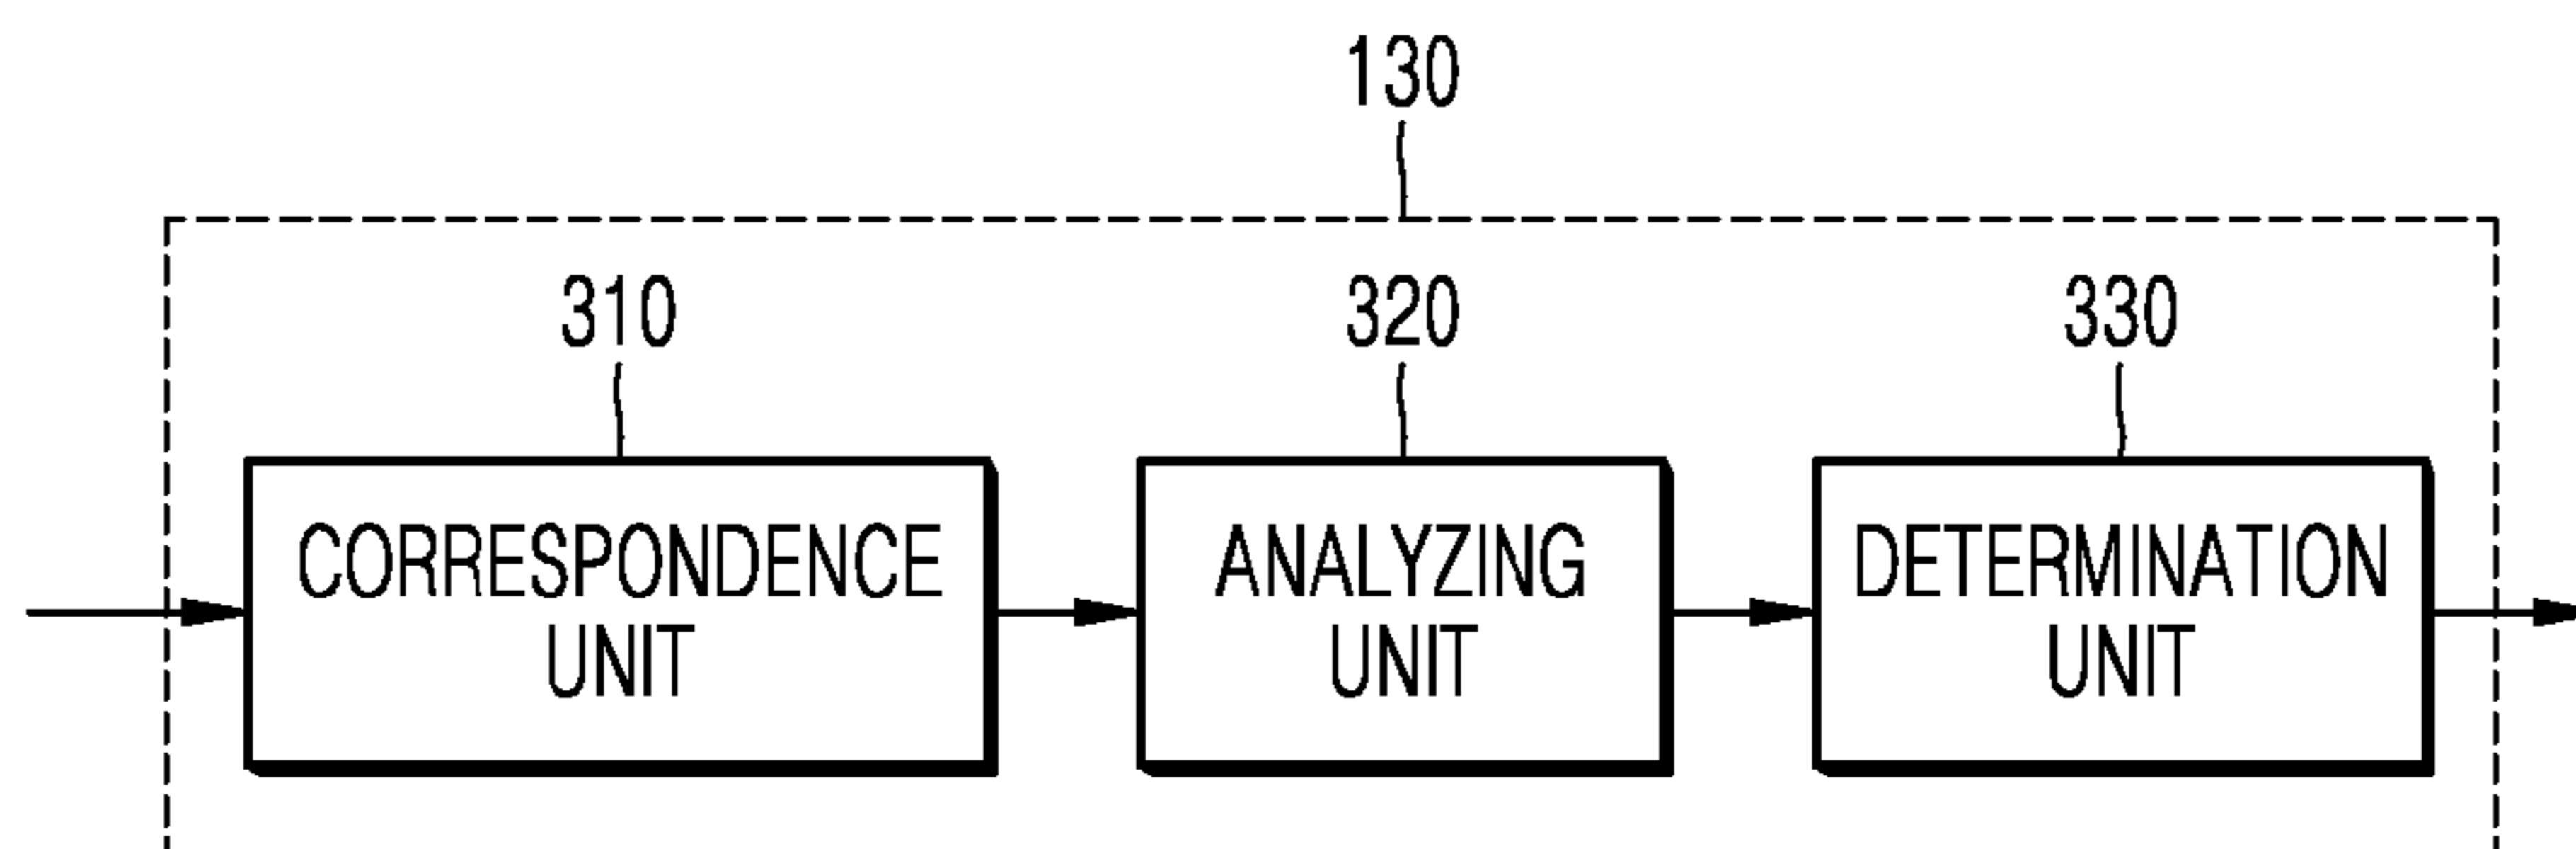 130
310
320
330
CORRESPONDENCE
UNIT
ANALYZING
UNIT
DETERMINATION
UNIT